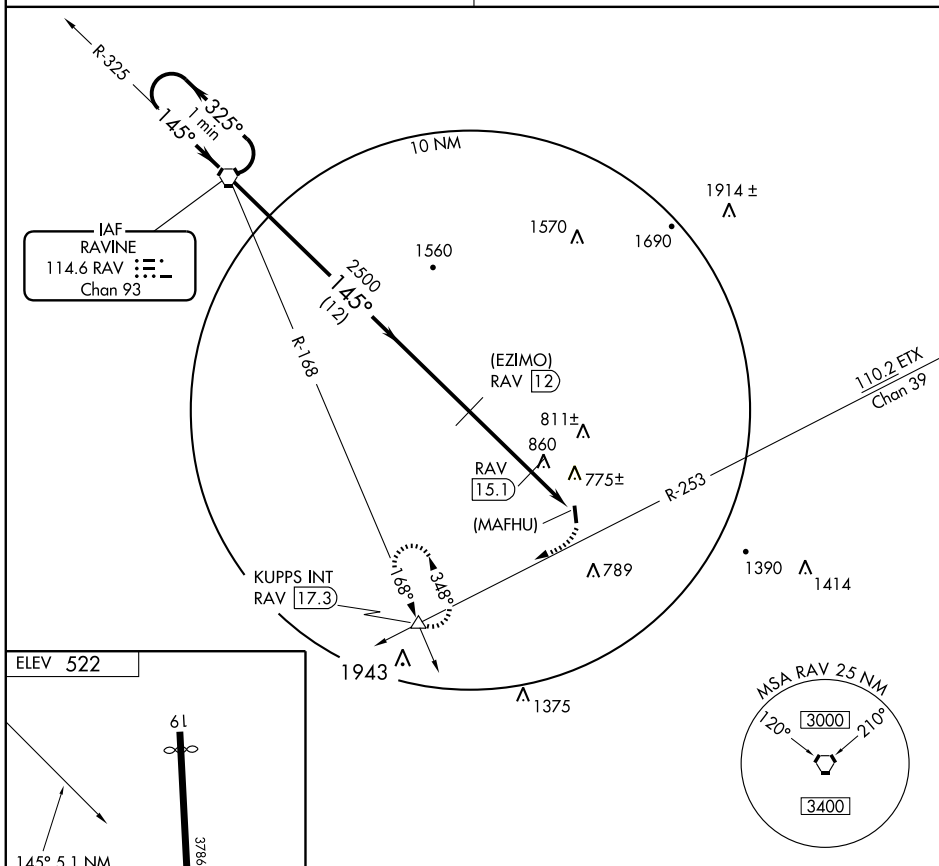 R-325
325°
1 min
145°
10 NM
1914 ±
1570
1690
1560
IAF
RAVINE
114.6 RAV
Chan 93
2500
145°
(12)
R-168
(EZIMO)
RAV 12
110.2 ETX
Chan 39
811±
860
RAV
15.1
775±
R-253
(MAFHU)
789
1390
1414
KUPPS INT
RAV 17.3
168°
348°
1943
1375
ELEV 522
19
3786
145° 5.1 NM
MSA RAV 25 NM
120°
3000
210°
3400